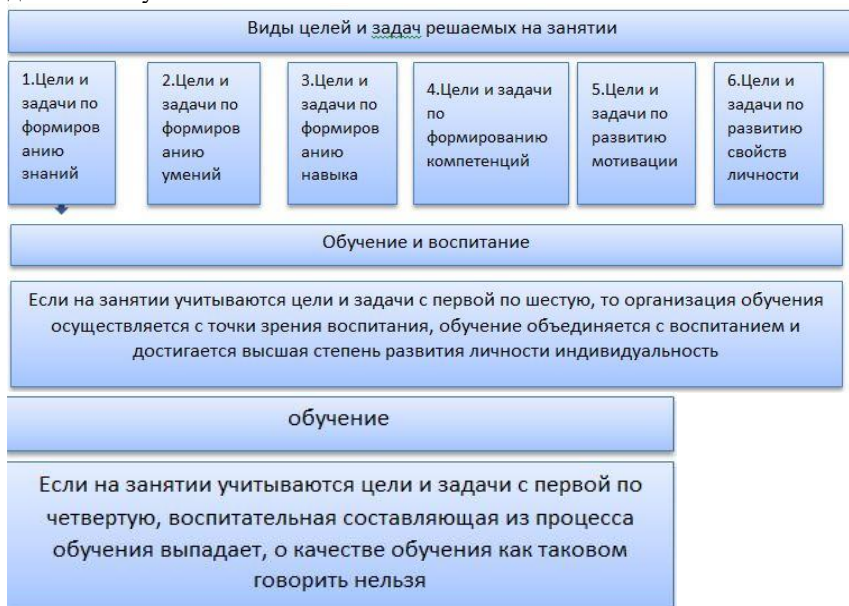 Виды целей и задач решаемых на занятии
1.Цели и
задачи по
формиров
анию
знаний
2.Цели и
задачи по
формиров
анию
умений
3.Цели и
задачи по
формиров
анию
навыка
4.Цели и задачи
по
формированию
компетенций
5.Цели и
задачи по
развитию
мотивации
6.Цели и
задачи по
развитию
свойств
личности
Обучение и воспитание
Если на занятии учитываются цели и задачи с первой по шестую, то организация обучения
осуществляется с точки зрения воспитания, обучение объединяется с воспитанием и
достигается высшая степень развития личности индивидуальность
обучение
Если на занятии учитываются цели и задачи с первой по
четвертую, воспитательная составляющая из процесса
обучения выпадает, о качестве обучения как таковом
говорить нельзя